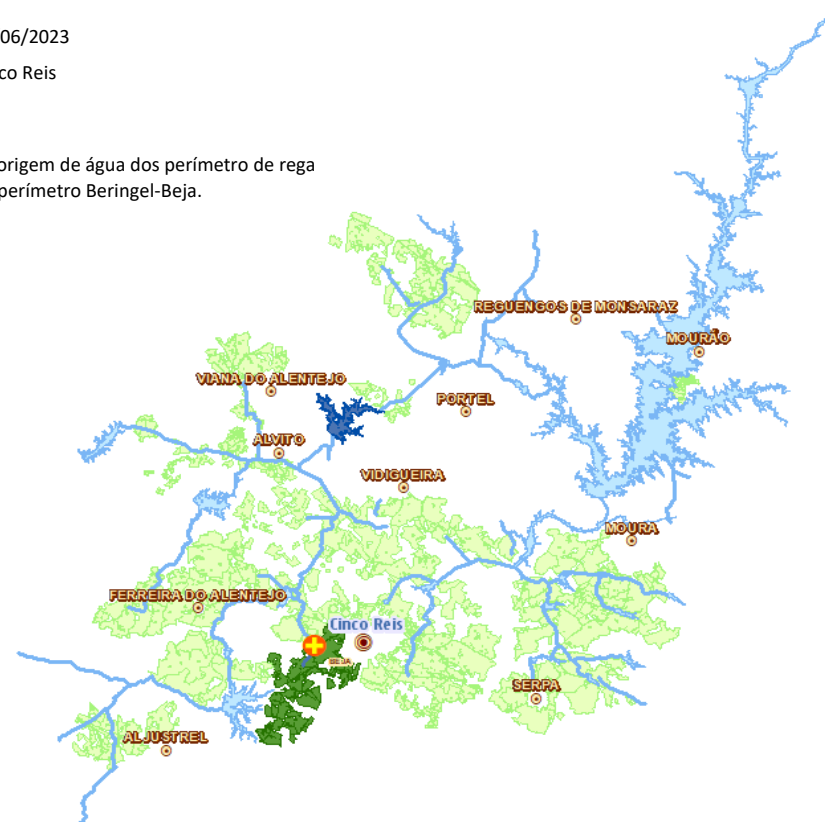 06/2023
co Reis
origem de água dos perímetro de rega
perímetro Beringel-Beja.
REGUENGOS DE MONSARAZ
MOURÃO
VIANA DO ALENTEJO
PORTEL
ALVITO
VIDIGUEIRA
MOURA
FERREIRA DO ALENTEJO
Cinco Reis
BEJA
SERPA
ALJUSTREL